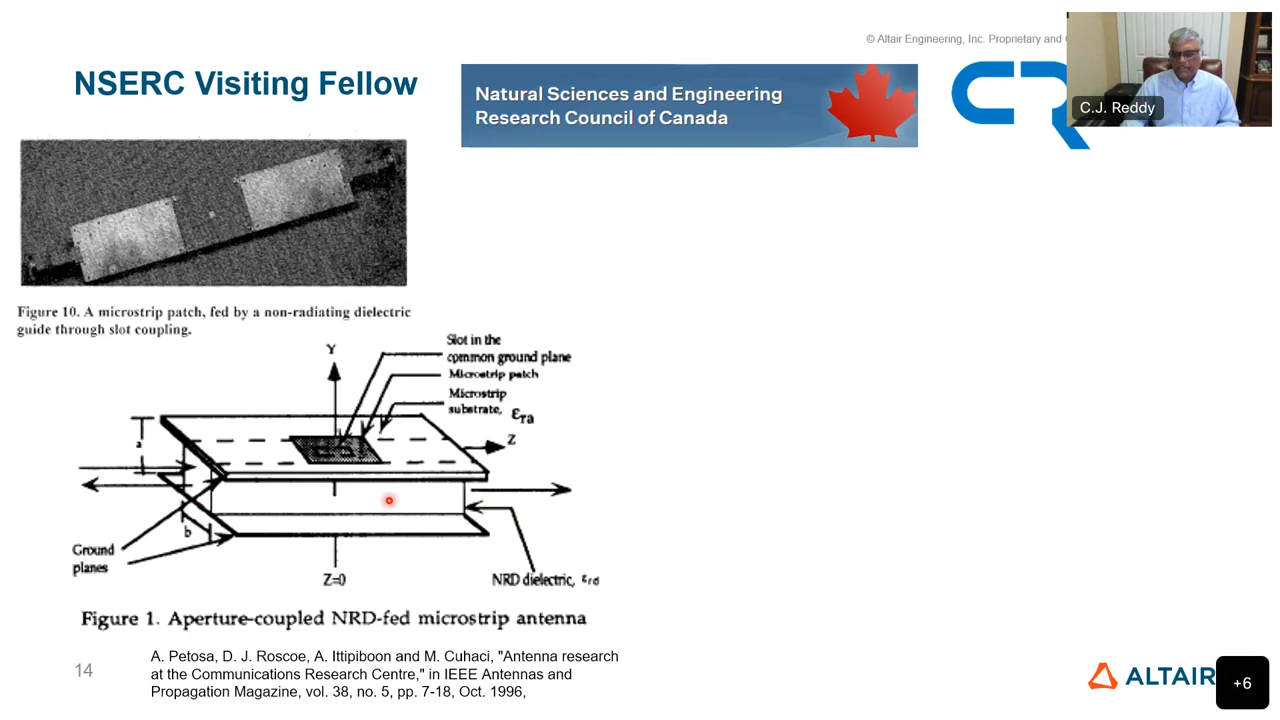 © Altair Engineering, Inc. Proprietary and
NSERC Visiting Fellow
Natural Sciences and Engineering
Research Council of Canada
CR
C.J. Reddy
Figure 10. A microstrip patch, fed by a non-radiating dielectric
guide through slot coupling.
Y
Slot in the
common ground plane
Microstrip patch
Microstrip
substrate, εra
Z
a
b
Ground
planes
Z=0
NRD dielectric, εrd
Figure 1. Aperture-coupled NRD-fed microstrip antenna
14
A. Petosa, D. J. Roscoe, A. Ittipiboon and M. Cuhaci, "Antenna research
at the Communications Research Centre," in IEEE Antennas and
Propagation Magazine, vol. 38, no. 5, pp. 7-18, Oct. 1996,
ALTAIR
+6